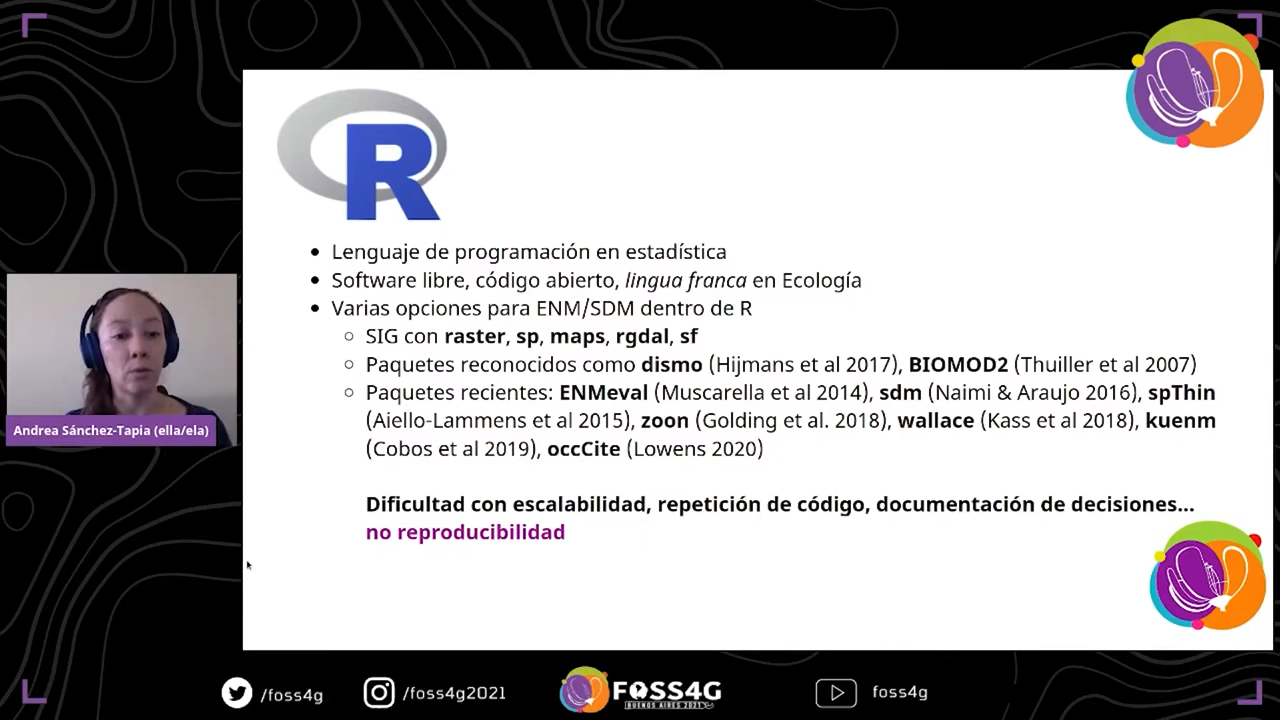 R
Lenguaje de programación en estadística
Software libre, código abierto, lingua franca en Ecología
Varias opciones para ENM/SDM dentro de R
SIG con raster, sp, maps, rgdal, sf
Paquetes reconocidos como dismo (Hijmans et al 2017), BIOMOD2 (Thuiller et al 2007)
Paquetes recientes: ENMeval (Muscarella et al 2014), sdm (Naimi & Araujo 2016), spThin
(Aiello-Lammens et al 2015), zoon (Golding et al. 2018), wallace (Kass et al 2018), kuenm
(Cobos et al 2019), occCite (Lowens 2020)
Dificultad con escalabilidad, repetición de código, documentación de decisiones...
no reproducibilidad
Andrea Sánchez-Tapia (ella/ela)
/foss4g
/foss4g2021
FOSS4G
BUENOS AIRES 2021
foss4g